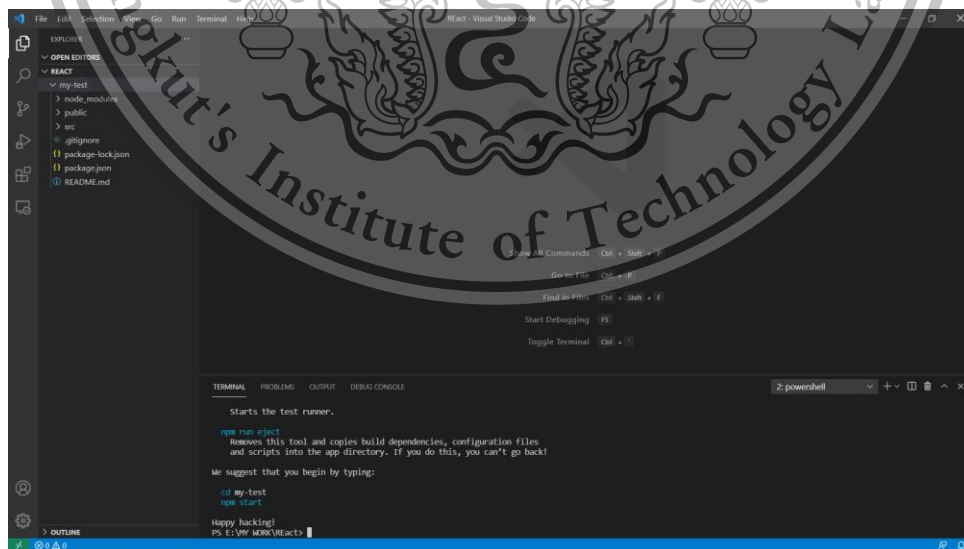 File Edit Selection View Go Run Terminal Help
REact - Visual Studio Code
EXPLORER
OPEN EDITORS
REACT
my-test
node_modules
public
src
.gitignore
package-lock.json
package.json
README.md
OUTLINE
Institute of Technology
Show All Commands Ctrl + Shift + P
Go to File Ctrl + P
Find in Files Ctrl + Shift + F
Start Debugging F5
Toggle Terminal Ctrl + `
TERMINAL PROBLEMS OUTPUT DEBUG CONSOLE
2: powershell
Starts the test runner.
npm run eject
Removes this tool and copies build dependencies, configuration files
and scripts into the app directory. If you do this, you can't go back!
We suggest that you begin by typing:
cd my-test
npm start
Happy hacking!
PS E:\MY WORK\REact>
0 0